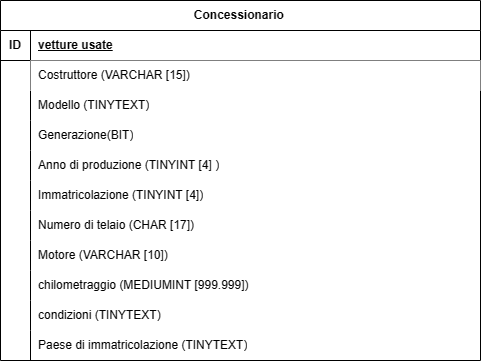 Concessionario
ID vetture usate
Costruttore (VARCHAR [15])
Modello (TINYTEXT)
Generazione(BIT)
Anno di produzione (TINYINT [4] )
Immatricolazione (TINYINT [4])
Numero di telaio (CHAR [17])
Motore (VARCHAR [10])
chilometraggio (MEDIUMINT [999.999])
condizioni (TINYTEXT)
Paese di immatricolazione (TINYTEXT)